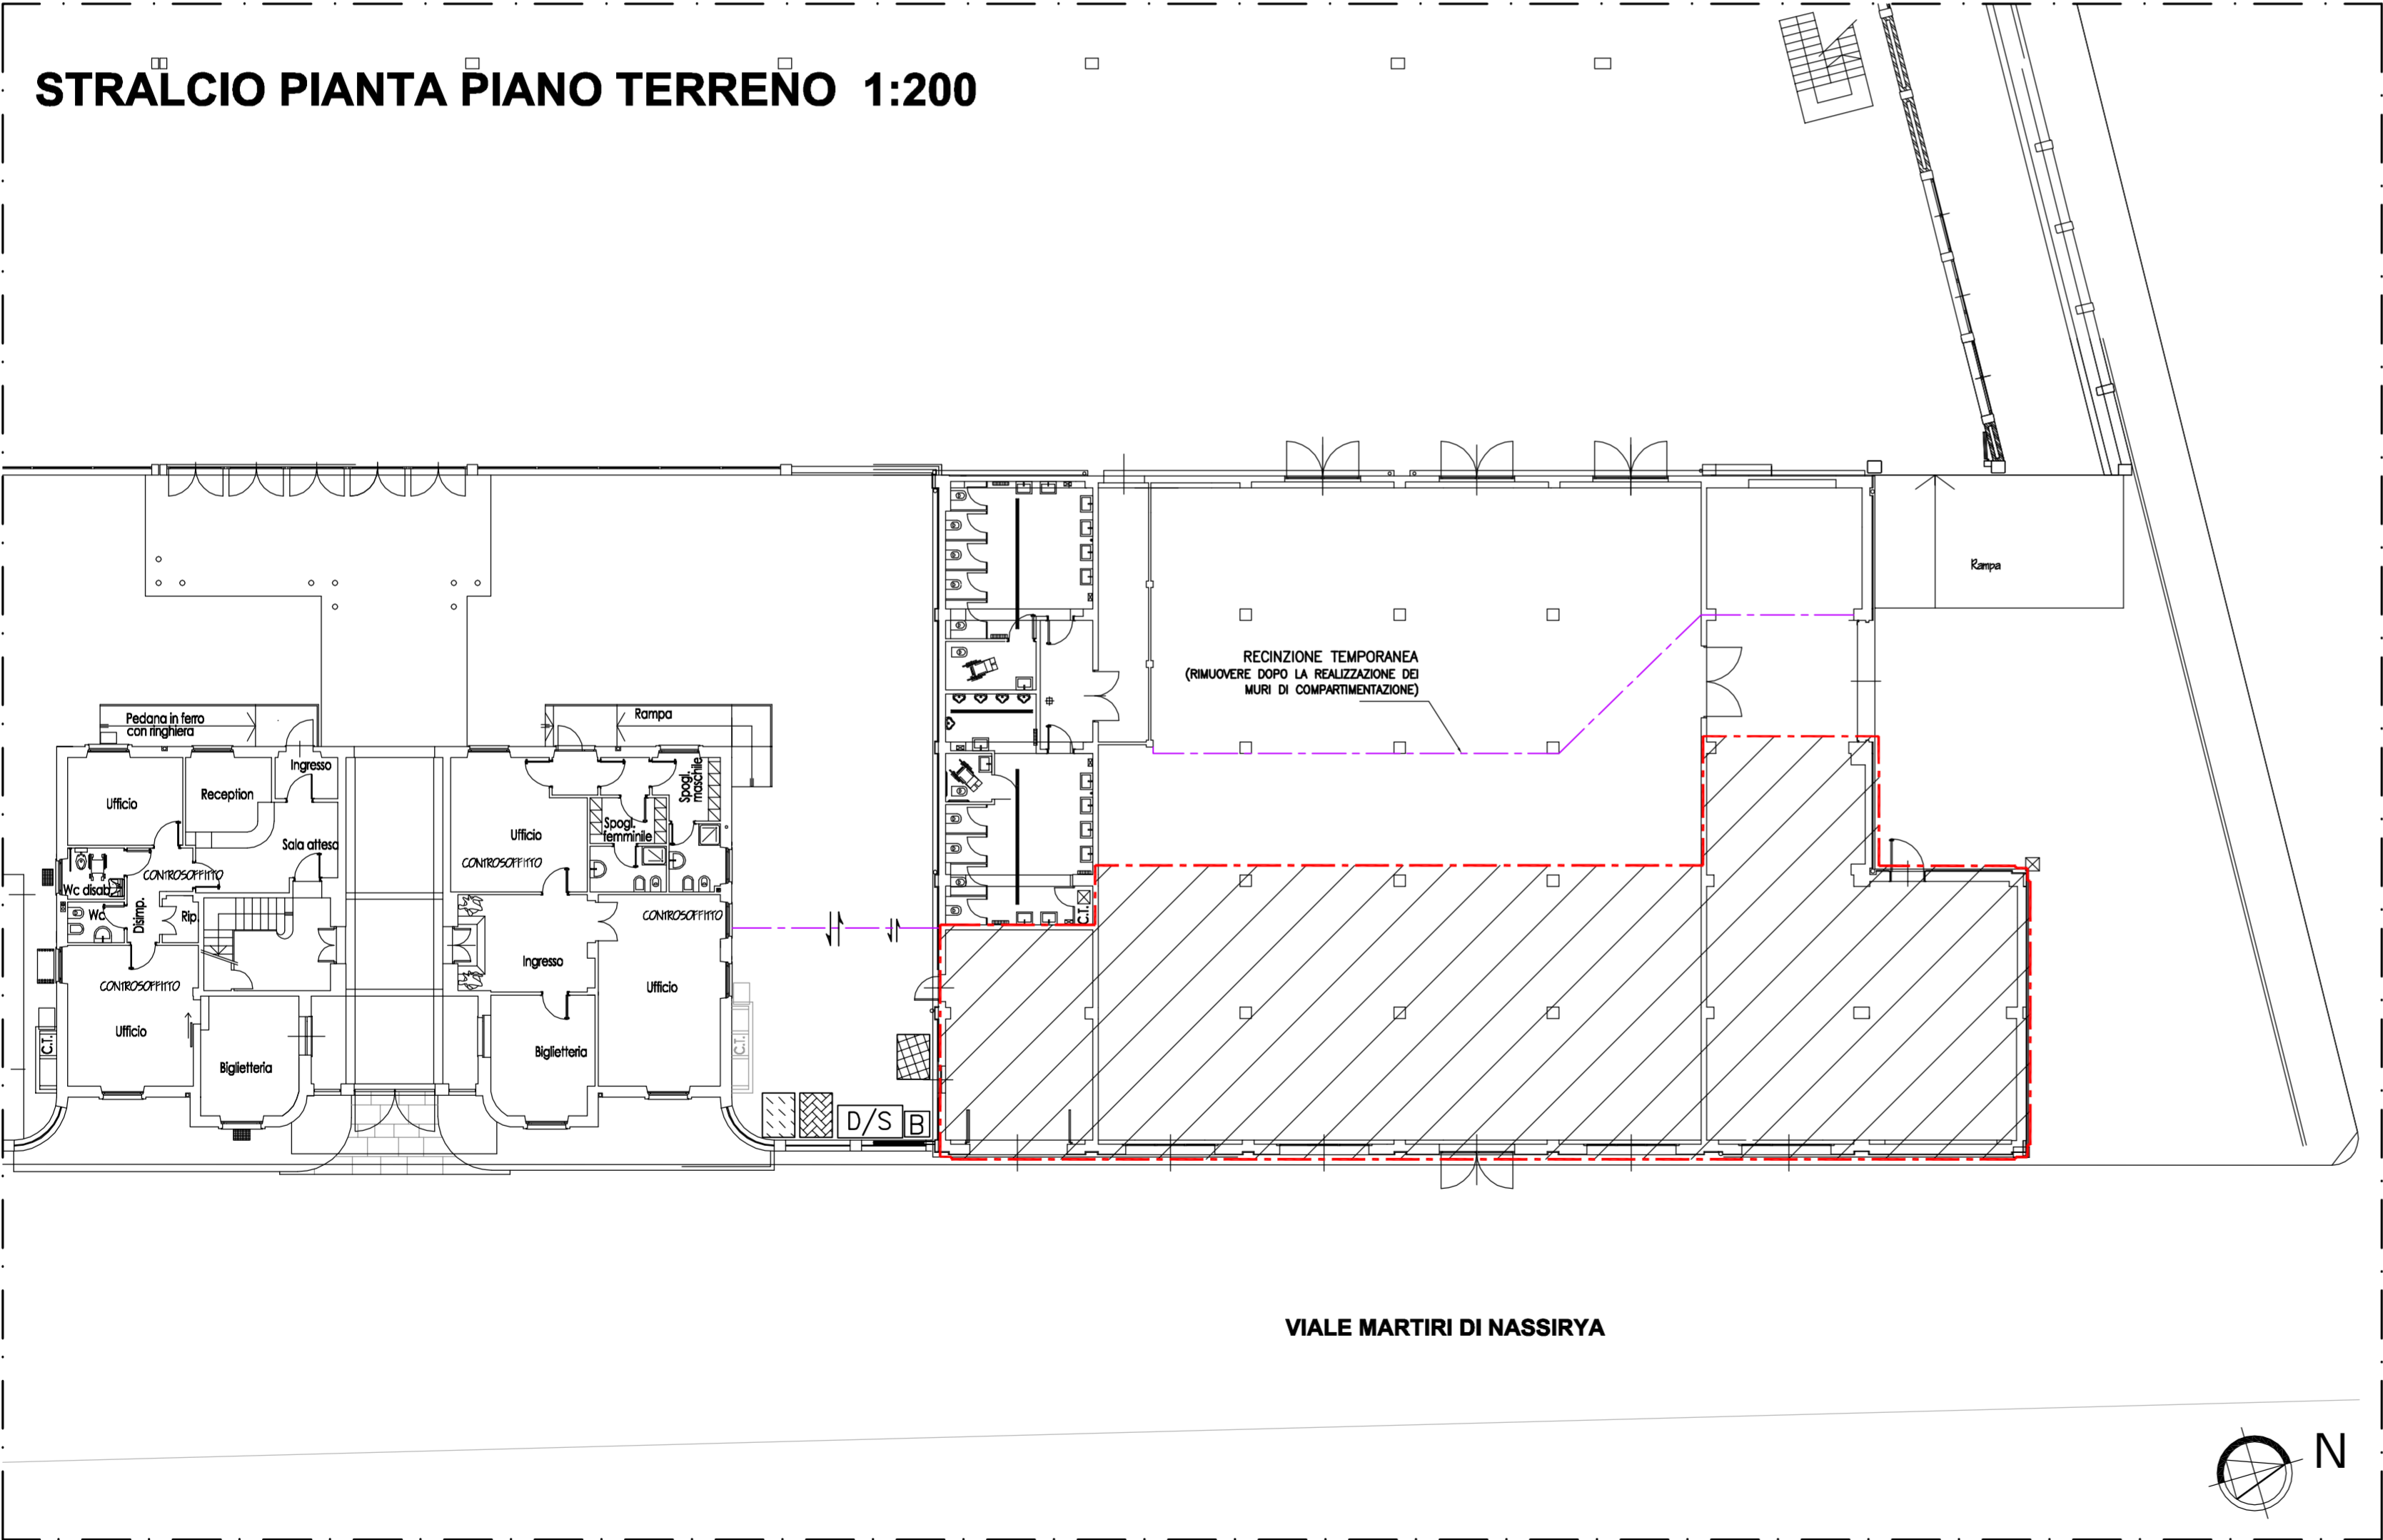 STRALCIO PIANTA PIANO TERRENO 1:200
Rampa
RECINZIONE TEMPORANEA
(RIMUOVERE DOPO LA REALIZZAZIONE DEI
MURI DI COMPARTIMENTAZIONE)
Pedana in ferro
con ringhiera
Rampa
Ingresso
Ufficio
Reception
Spogl.
maschile
Ufficio
Spogl.
femminile
Sala attesa
CONTROSOFFITTO
CONTROSOFFITTO
Wc disab.
Wc
Disimp.
Rip.
CONTROSOFFITTO
C.T.
Ingresso
CONTROSOFFITTO
Ufficio
Ufficio
C.T.
Biglietteria
Biglietteria
C.T.
D/S
B
VIALE MARTIRI DI NASSIRYA
N